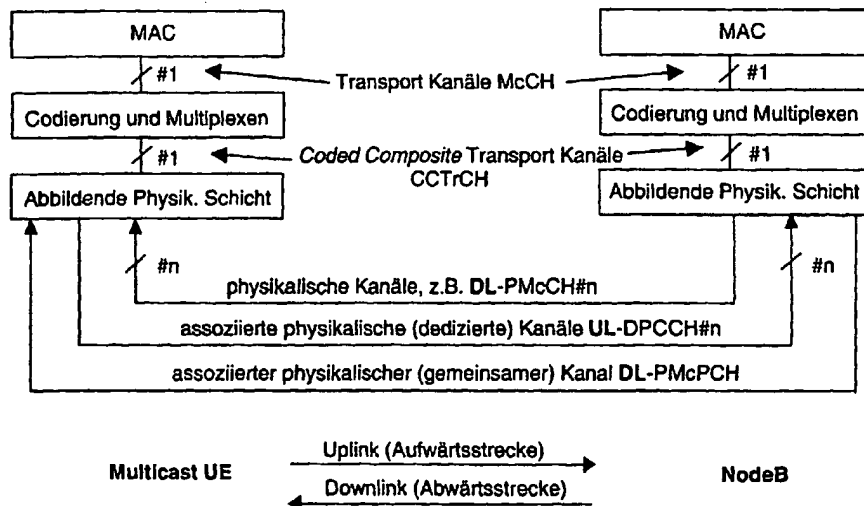 MAC
MAC
#1
Transport Kanäle McCH
#1
Codierung und Multiplexen
Codierung und Multiplexen
#1
Coded Composite Transport Kanäle
CCTrCH
#1
Abbildende Physik. Schicht
Abbildende Physik. Schicht
#n
#n
physikalische Kanäle, z.B. DL-PMcCH#n
assoziierte physikalische (dedizierte) Kanäle UL-DPCCH#n
assoziierter physikalischer (gemeinsamer) Kanal DL-PMcPCH
Uplink (Aufwärtsstrecke)
Multicast UE
NodeB
Downlink (Abwärtsstrecke)